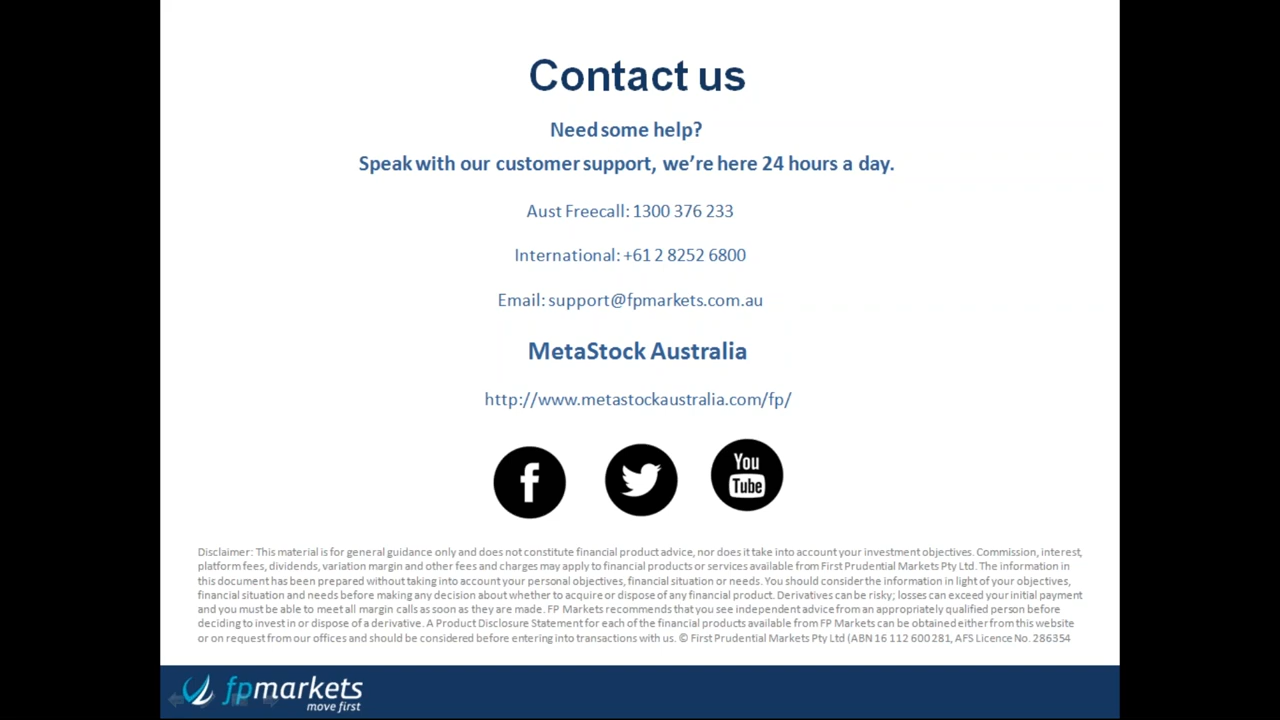 Contact us
Need some help?
Speak with our customer support, we’re here 24 hours a day.
Aust Freecall: 1300 376 233
International: +61 2 8252 6800
Email: support@fpmarkets.com.au
MetaStock Australia
http://www.metastockaustralia.com/fp/
f
You
Tube
Disclaimer: This material is for general guidance only and does not constitute financial product advice, nor does it take into account your investment objectives. Commission, interest,
platform fees, dividends, variation margin and other fees and charges may apply to financial products or services available from First Prudential Markets Pty Ltd. The information in
this document has been prepared without taking into account your personal objectives, financial situation or needs. You should consider the information in light of your objectives,
financial situation and needs before making any decision about whether to acquire or dispose of any financial product. Derivatives can be risky; losses can exceed your initial payment
and you must be able to meet all margin calls as soon as they are made. FP Markets recommends that you see independent advice from an appropriately qualified person before
deciding to invest in or dispose of a derivative. A Product Disclosure Statement for each of the financial products available from FP Markets can be obtained either from this website
or on request from our offices and should be considered before entering into transactions with us. © First Prudential Markets Pty Ltd (ABN 16 112 600 281, AFS Licence No. 286354
fpmarkets
move first